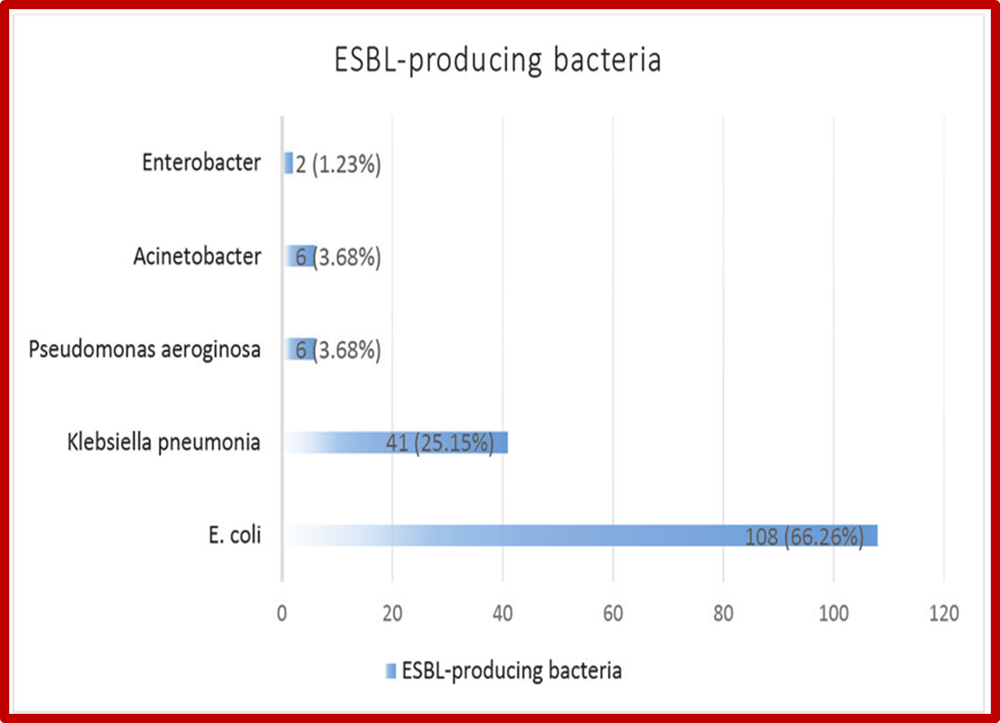 ESBL-producing bacteria
Enterobacter 2 (1.23%)
Acinetobacter 6 (3.68%)
Pseudomonas aeroginosa 6 (3.68%)
Klebsiella pneumonia 41 (25.15%)
E. coli 108 (66.26%)
0 20 40 60 80 100 120
ESBL-producing bacteria